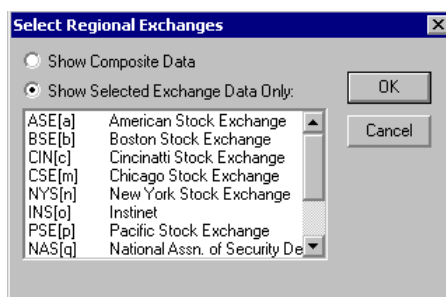 Select Regional Exchanges
Show Composite Data
Show Selected Exchange Data Only:
OK
ASE[a] American Stock Exchange
BSE[b] Boston Stock Exchange
Cancel
CIN[c] Cincinatti Stock Exchange
CSE[m] Chicago Stock Exchange
NYS[n] New York Stock Exchange
INS[o] Instinet
PSE[p] Pacific Stock Exchange
NAS[q] National Assn. of Security De